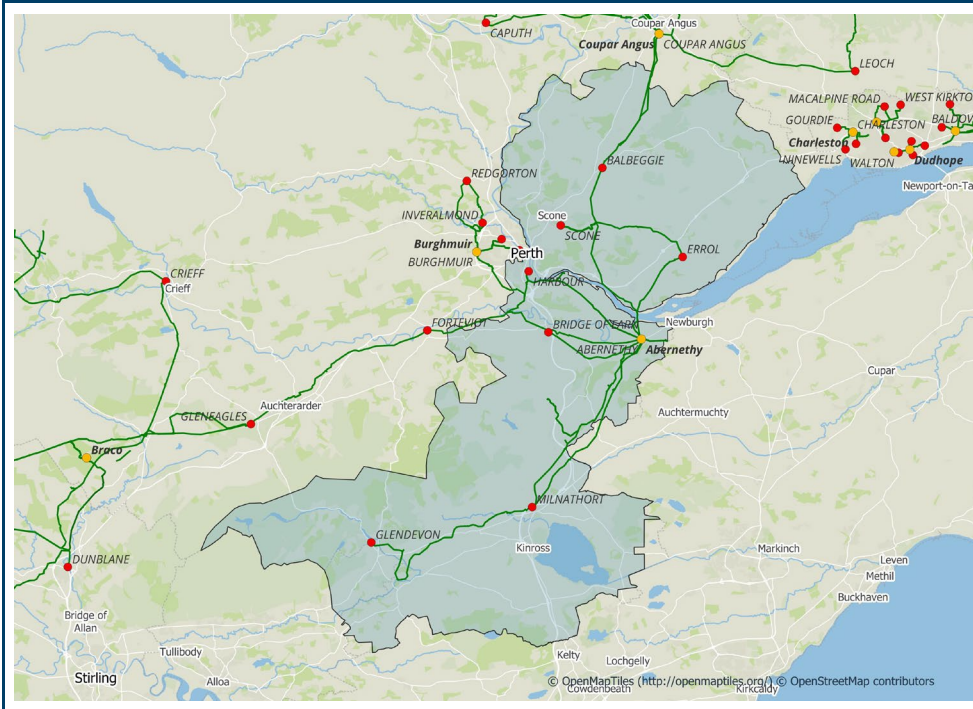 Coupar Angus
CAPUTH
Coupar Angus
COUPAR ANGUS
LEOCH
MACALPINE ROAD
WEST KIRKTO
GOURDIE
CHARLESTON
BALDOV
Charleston
NINEWELLS
WALTON
Dudhope
BALBEGGIE
REDGORTON
Newport-on-Ta
INVERALMOND
Scone
SCONE
Burghmuir
BURGHMUIR
Perth
ERROL
CRIEFF
Crieff
HARBOUR
FORTEVIOT
BRIDGE OF EARN
Newburgh
ABERNETHY
Abernethy
Cupar
Auchterarder
GLENEAGLES
Auchtermuchty
Braco
MILNATHORT
GLENDEVON
Kinross
Markinch
DUNBLANE
Leven
Methil
Buckhaven
Bridge of
Allan
Tullibody
Kelty
Lochgelly
Stirling
Alloa
© OpenMapTiles (http://openmaptiles.org/) © OpenStreetMap contributors
Cowdenbeath
Kirkcaldy